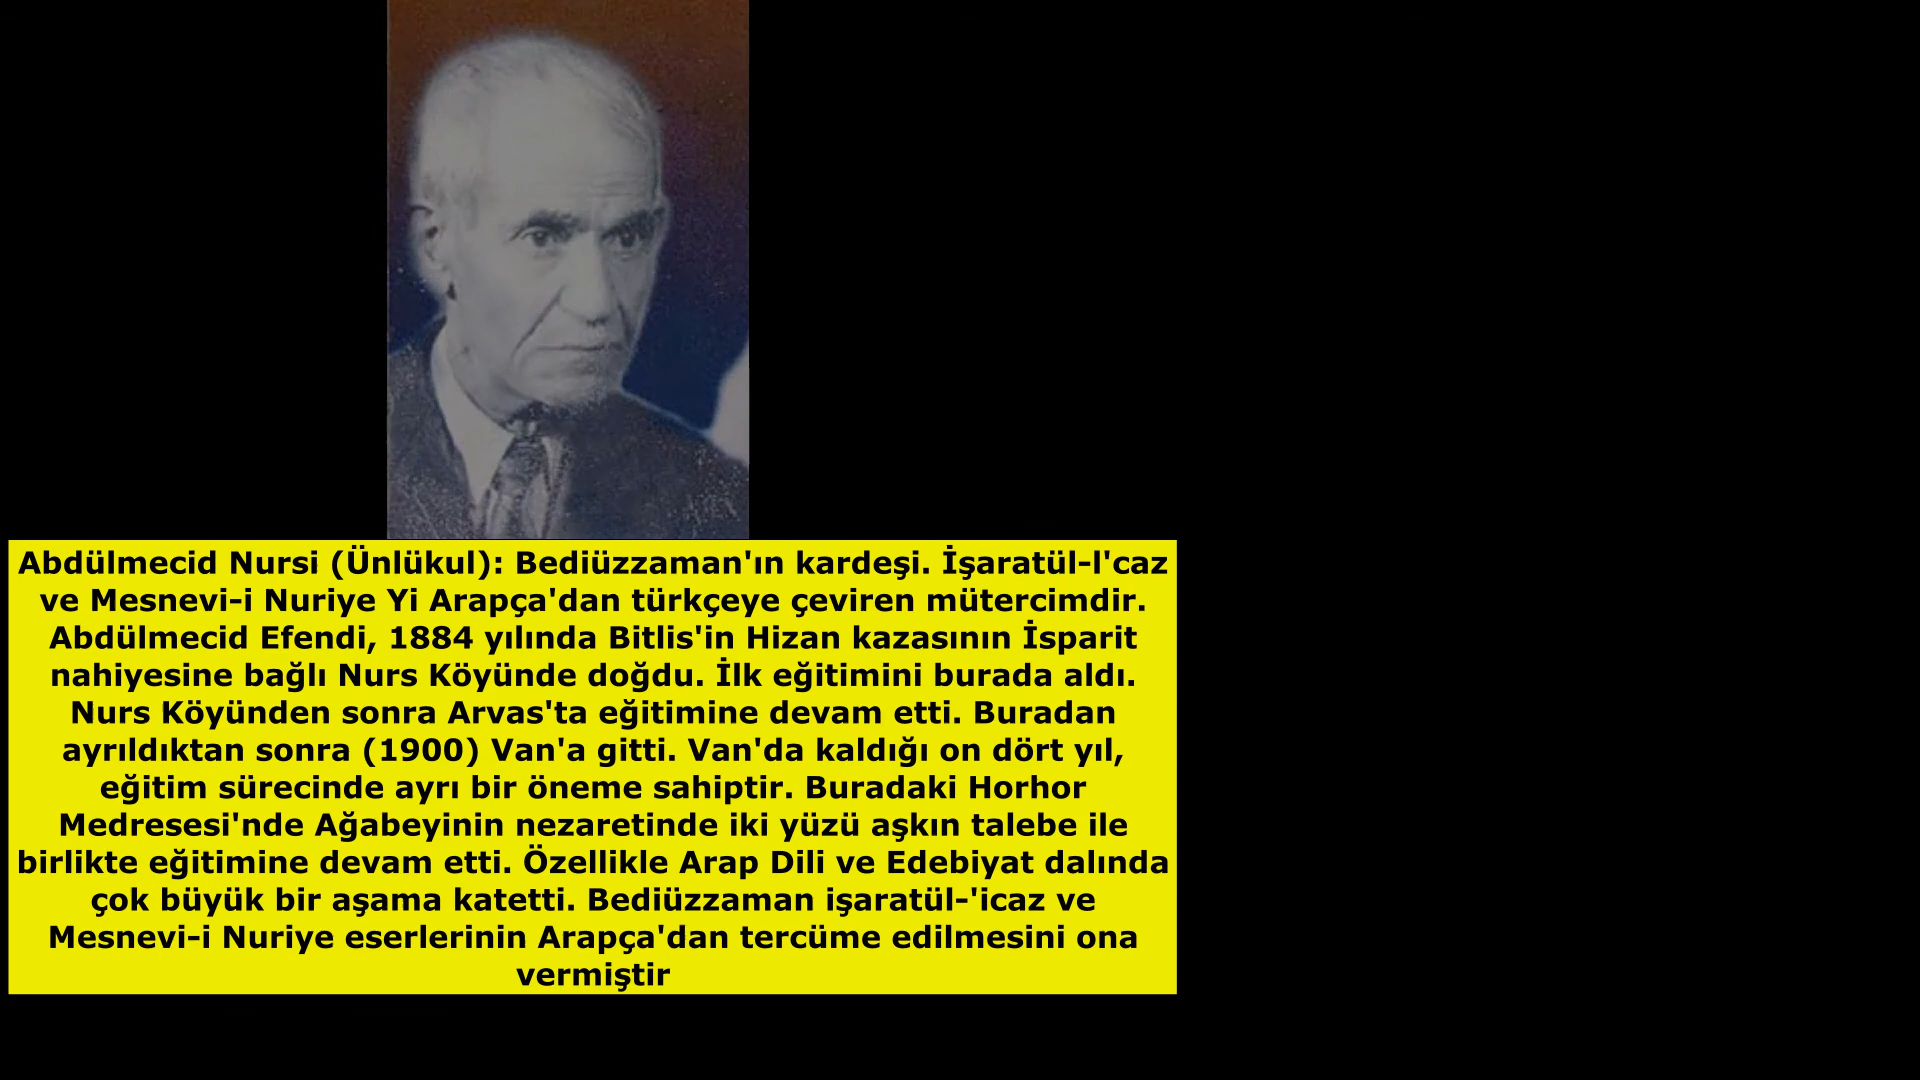 Abdülmecid Nursi (Ünlükul): Bediüzzaman'ın kardeşi. İşaratül-l'caz
ve Mesnevi-i Nuriye Yi Arapça'dan türkçeye çeviren mütercimdir.
Abdülmecid Efendi, 1884 yılında Bitlis'in Hizan kazasının İsparit
nahiyesine bağlı Nurs Köyünde doğdu. İlk eğitimini burada aldı.
Nurs Köyünden sonra Arvas'ta eğitimine devam etti. Buradan
ayrıldıktan sonra (1900) Van'a gitti. Van'da kaldığı on dört yıl,
eğitim sürecinde ayrı bir öneme sahiptir. Buradaki Horhor
Medresesi'nde Ağabeyinin nezaretinde iki yüzü aşkın talebe ile
birlikte eğitimine devam etti. Özellikle Arap Dili ve Edebiyat dalında
çok büyük bir aşama katetti. Bediüzzaman işaratül-'icaz ve
Mesnevi-i Nuriye eserlerinin Arapça'dan tercüme edilmesini ona
vermiştir